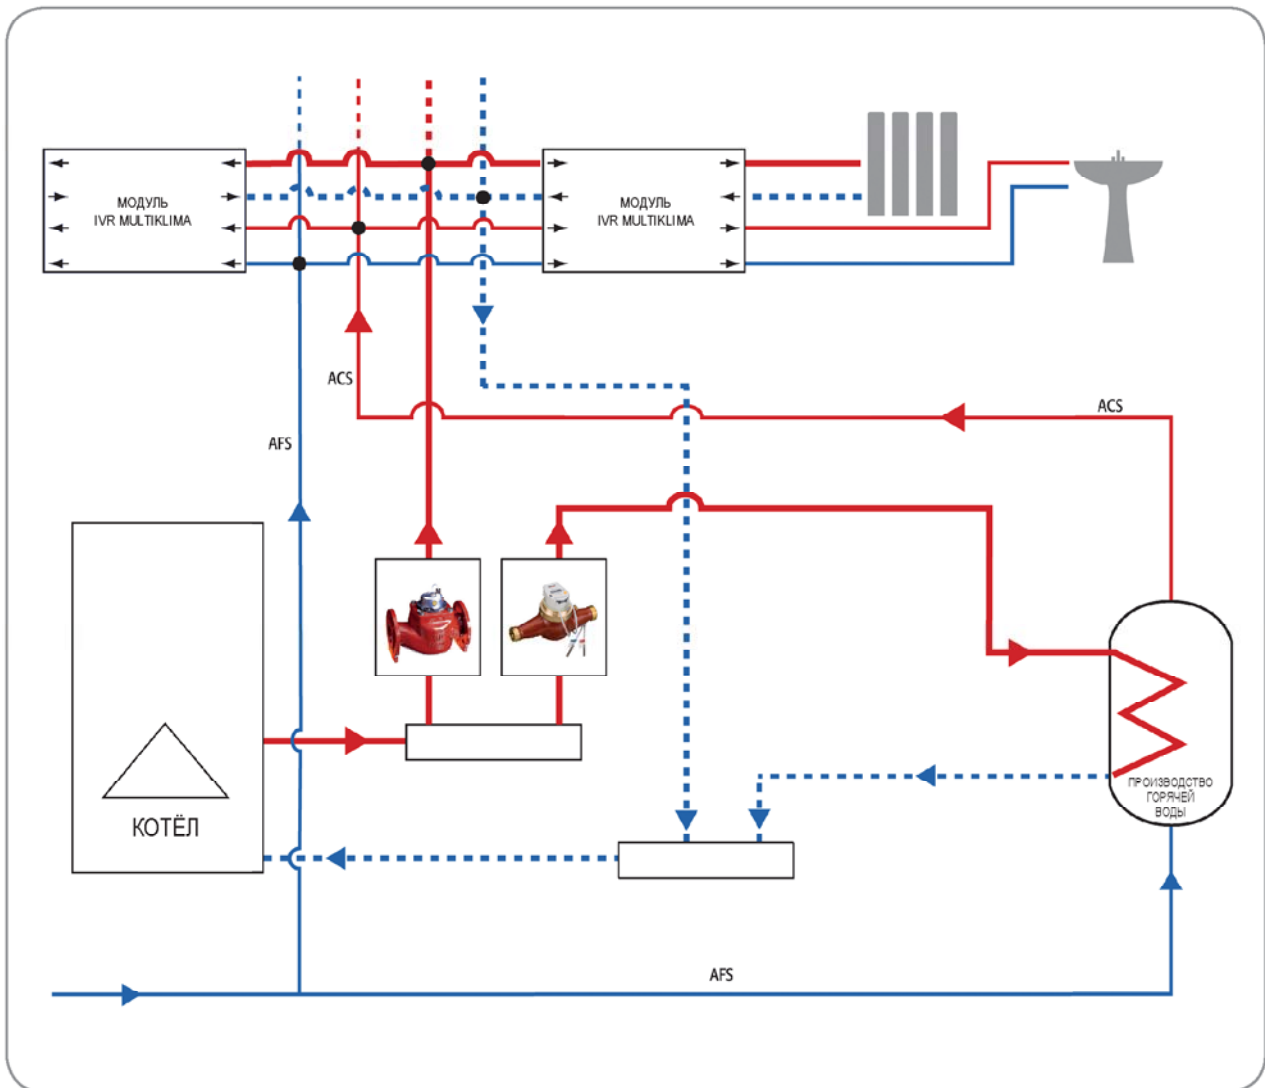 МОДУЛЬ
IVR MULTIKLIMA
МОДУЛЬ
IVR MULTIKLIMA
ACS
ACS
AFS
КОТЁЛ
ПРОИЗВОДСТВО
ГОРЯЧЕЙ
ВОДЫ
AFS